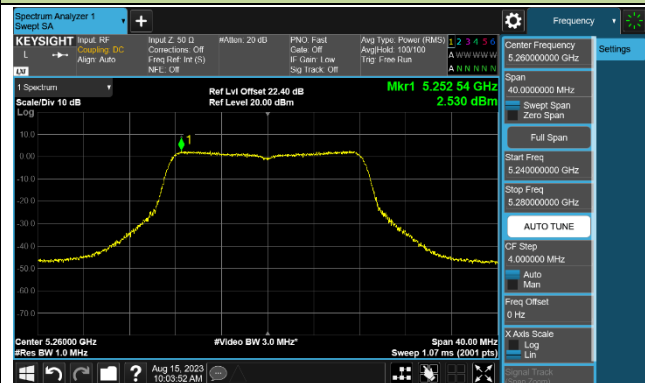 Spectrum Analyzer 1
Swept SA
Frequency
KEYSIGHT
Input: RF
Input Z: 50 Ω
#Atten: 20 dB
PNO: Fast
Avg Type: Power (RMS)
1 2 3 4 5 6
L
Coupling: DC
Corrections: Off
Gate: Off
Avg|Hold: 100/100
A W W W W W
Align: Auto
Freq Ref: Int (S)
IF Gain: Low
Trig: Free Run
LXI
NFE: Off
Sig Track: Off
A N N N N N
1 Spectrum
Ref Lvl Offset 22.40 dB
Mkr1 5.252 54 GHz
Scale/Div 10 dB
Ref Level 20.00 dBm
2.530 dBm
Log
10.0
0.00
-10.0
-20.0
-30.0
-40.0
-50.0
-60.0
-70.0
1
Center 5.26000 GHz
#Video BW 3.0 MHz*
Span 40.00 MHz
#Res BW 1.0 MHz
Sweep 1.07 ms (2001 pts)
Aug 15, 2023
10:03:52 AM
Center Frequency
5.260000000 GHz
Settings
Span
40.0000000 MHz
Swept Span
Zero Span
Full Span
Start Freq
5.240000000 GHz
Stop Freq
5.280000000 GHz
AUTO TUNE
CF Step
4.000000 MHz
Auto
Man
Freq Offset
0 Hz
X Axis Scale
Log
Lin
Signal Track
(Span Zoom)